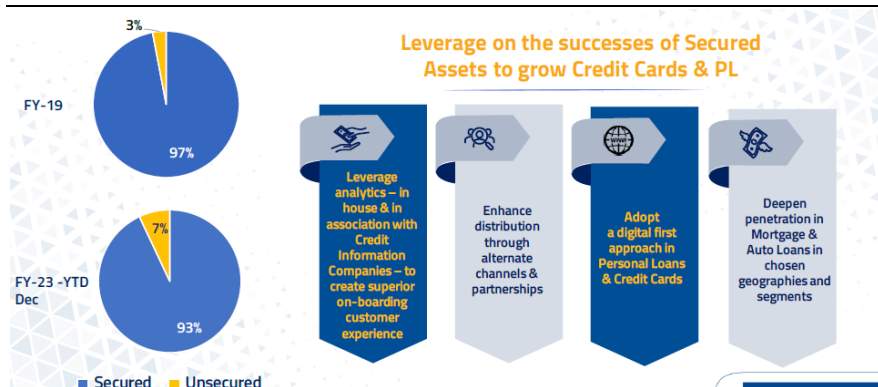 3%
FY-19
97%
7%
FY-23 -YTD
Dec
93%
Secured
Unsecured
Leverage on the successes of Secured
Assets to grow Credit Cards & PL
Leverage
analytics – in
house & in
association with
Credit
Information
Companies – to
create superior
on-boarding
customer
experience
Enhance
distribution
through
alternate
channels &
partnerships
www
Adopt
a digital first
approach in
Personal Loans
& Credit Cards
Deepen
penetration in
Mortgage &
Auto Loans in
chosen
geographies and
segments